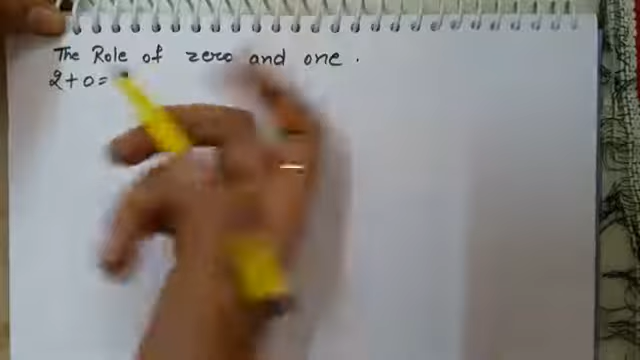 The Role of zero and one.
2+0=